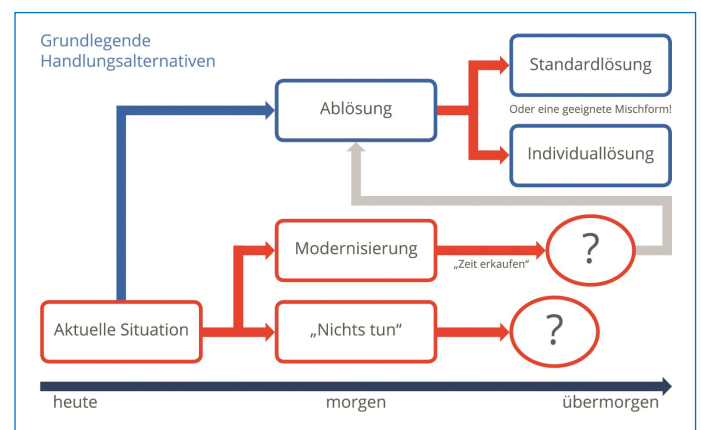 Grundlegende
Handlungsalternativen
Standardlösung
Oder eine geeignete Mischform!
Ablösung
Individuallösung
Modernisierung
„Zeit erkaufen“
?
Aktuelle Situation
„Nichts tun“
?
heute
morgen
übermorgen